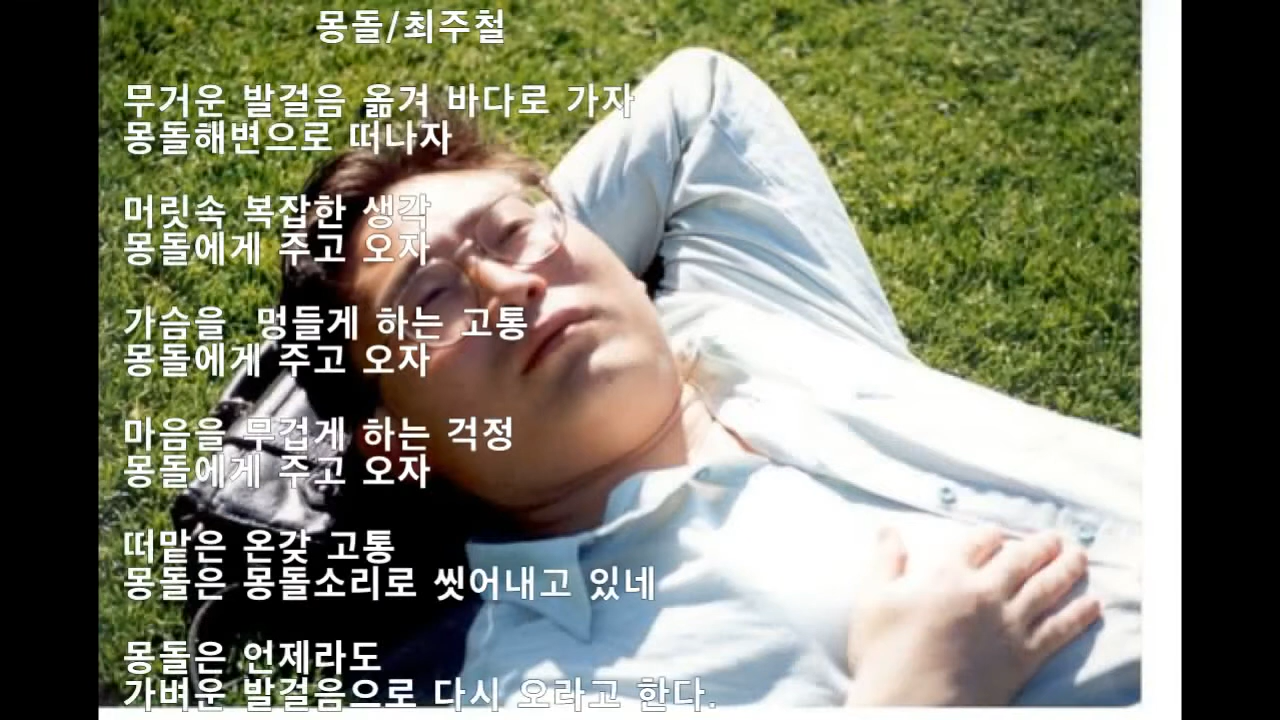 몽돌/최주철
무거운 발걸음 옮겨 바다로 가자
몽돌해변으로 떠나자
머릿속 복잡한 생각
몽돌에게 주고 오자
가슴을 멍들게 하는 고통
몽돌에게 주고 오자
마음을 무겁게 하는 걱정
몽돌에게 주고 오자
떠맡은 온갖 고통
몽돌은 몽돌소리로 씻어내고 있네
몽돌은 언제라도
가벼운 발걸음으로 다시 오라고 한다.